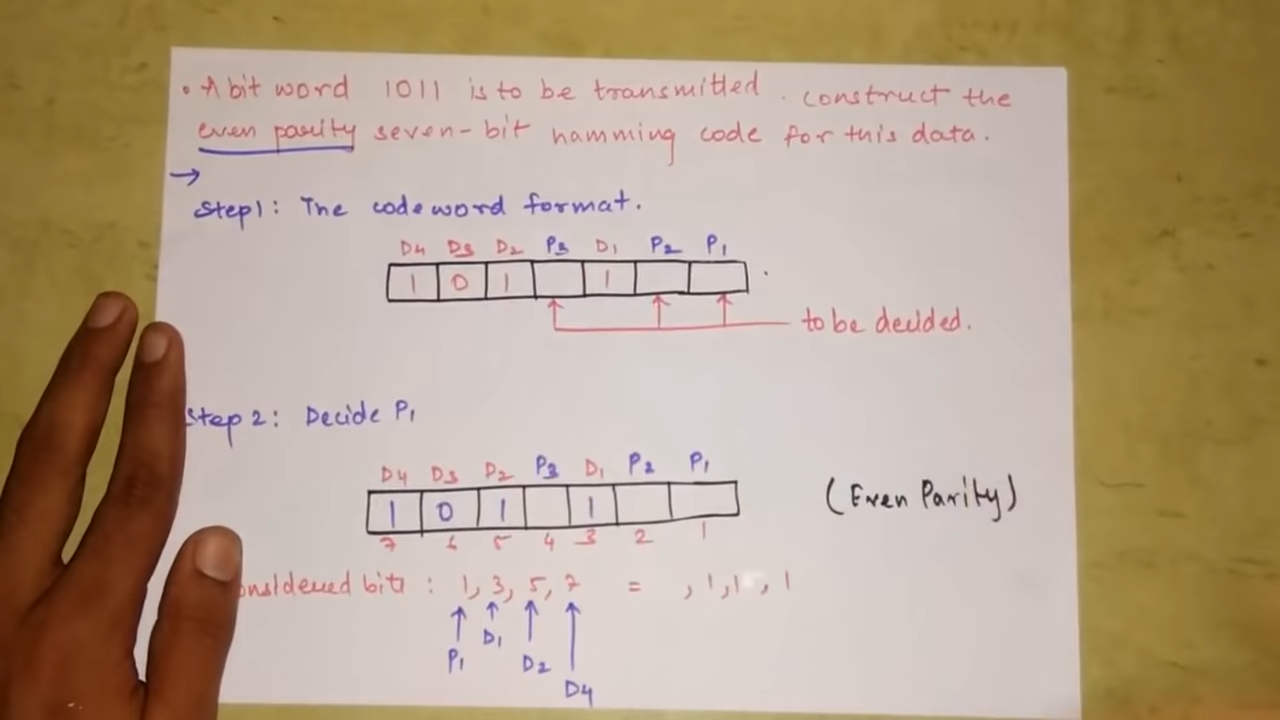 • A bit word 1011 is to be transmitted. construct the
even parity seven-bit hamming code for this data.
→
Step1: The codeword format.
D4 D3 D2 P3 D1 P2 P1
1 0 1 1
to be decided.
Step 2: Decide P1
D4 D3 D2 P3 D1 P2 P1
1 0 1 1
(Even Parity)
7 6 5 4 3 2 1
onsidered bits : 1, 3, 5, 7 = , 1, 1, 1
P1 D1 D2 D4